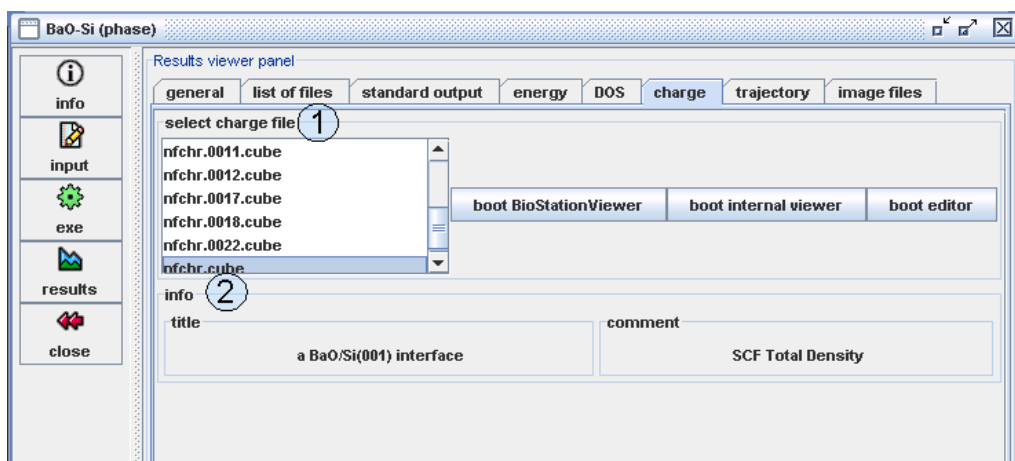 BaO-Si (phase)
Results viewer panel
info
input
exe
results
close
general list of files standard output energy DOS charge trajectory image files
select charge file 1
nfchr.0011.cube
nfchr.0012.cube
nfchr.0017.cube
nfchr.0018.cube
nfchr.0022.cube
nfchr.cube
boot BioStationViewer boot internal viewer boot editor
info 2
title
a BaO/Si(001) interface
comment
SCF Total Density